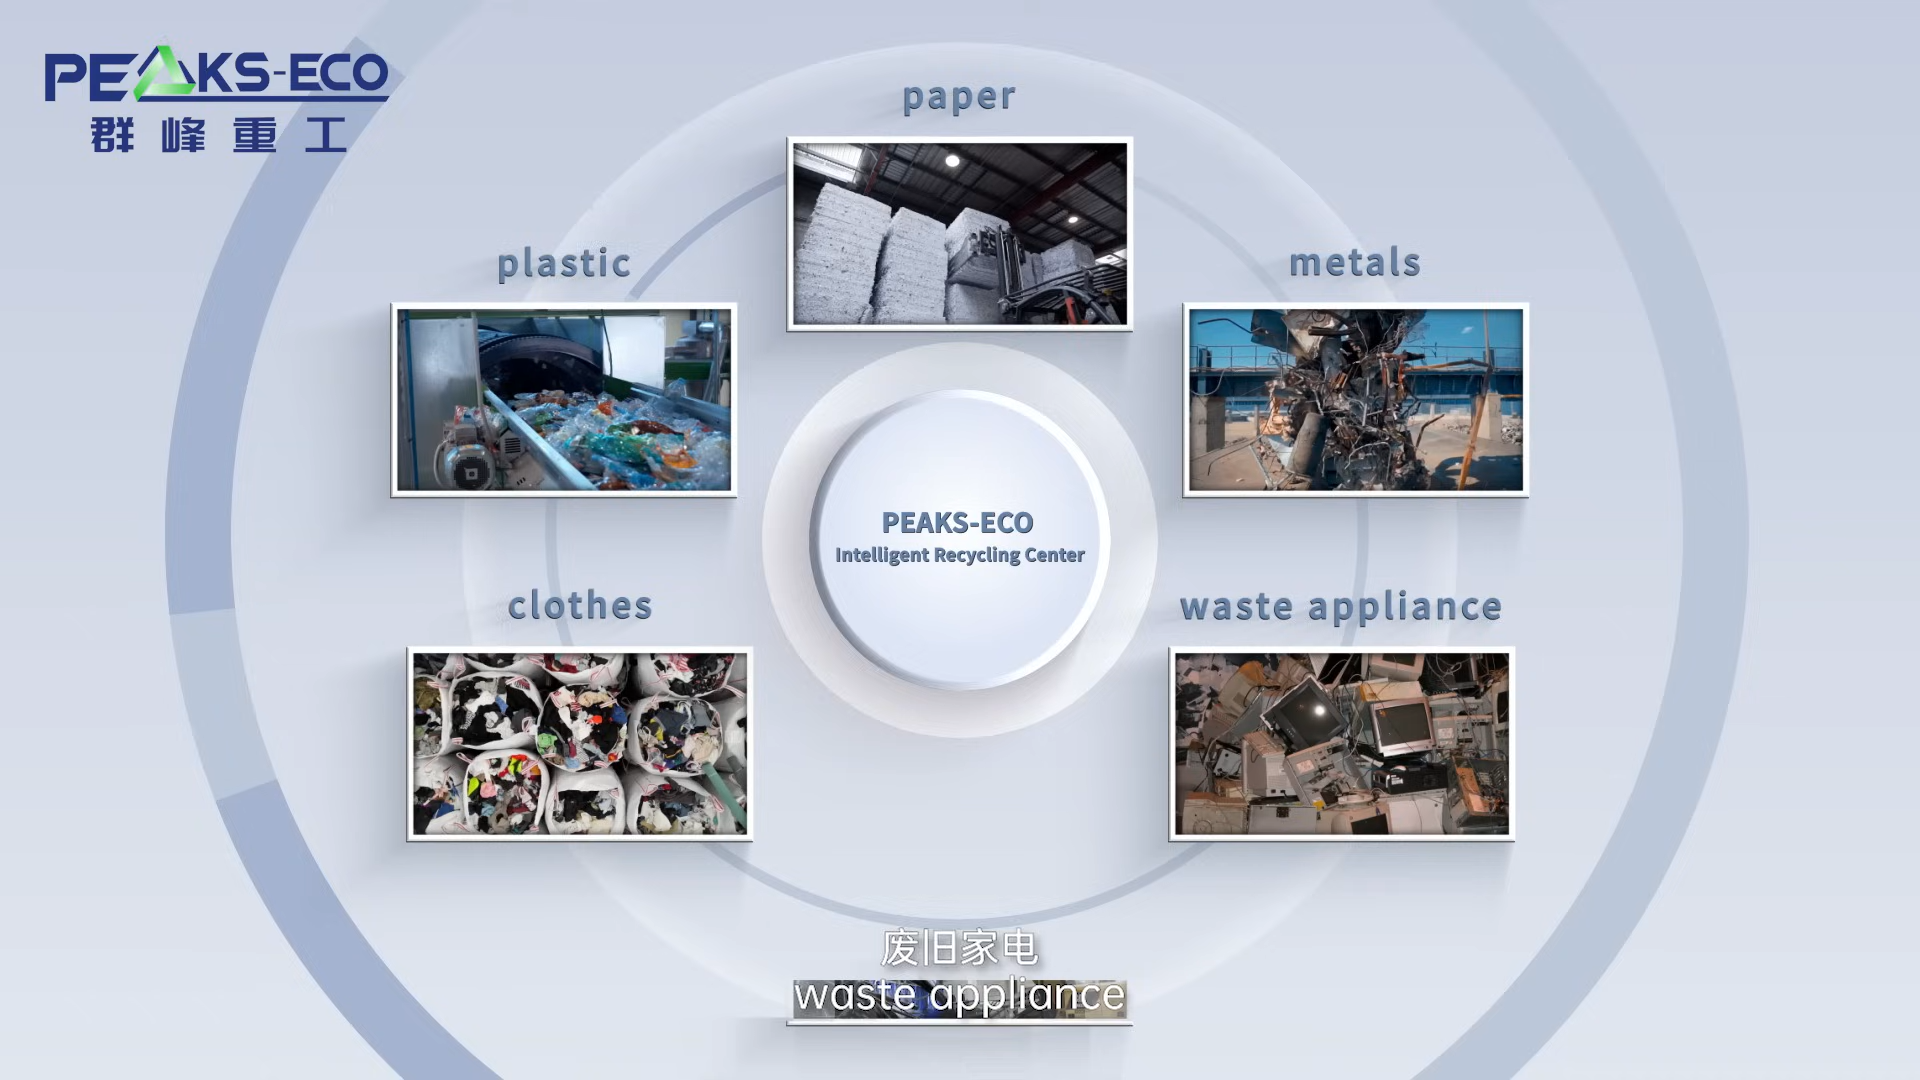 PEAKS-ECO
群峰重工
paper
plastic
metals
PEAKS-ECO
Intelligent Recycling Center
clothes
waste appliance
废旧家电
waste appliance